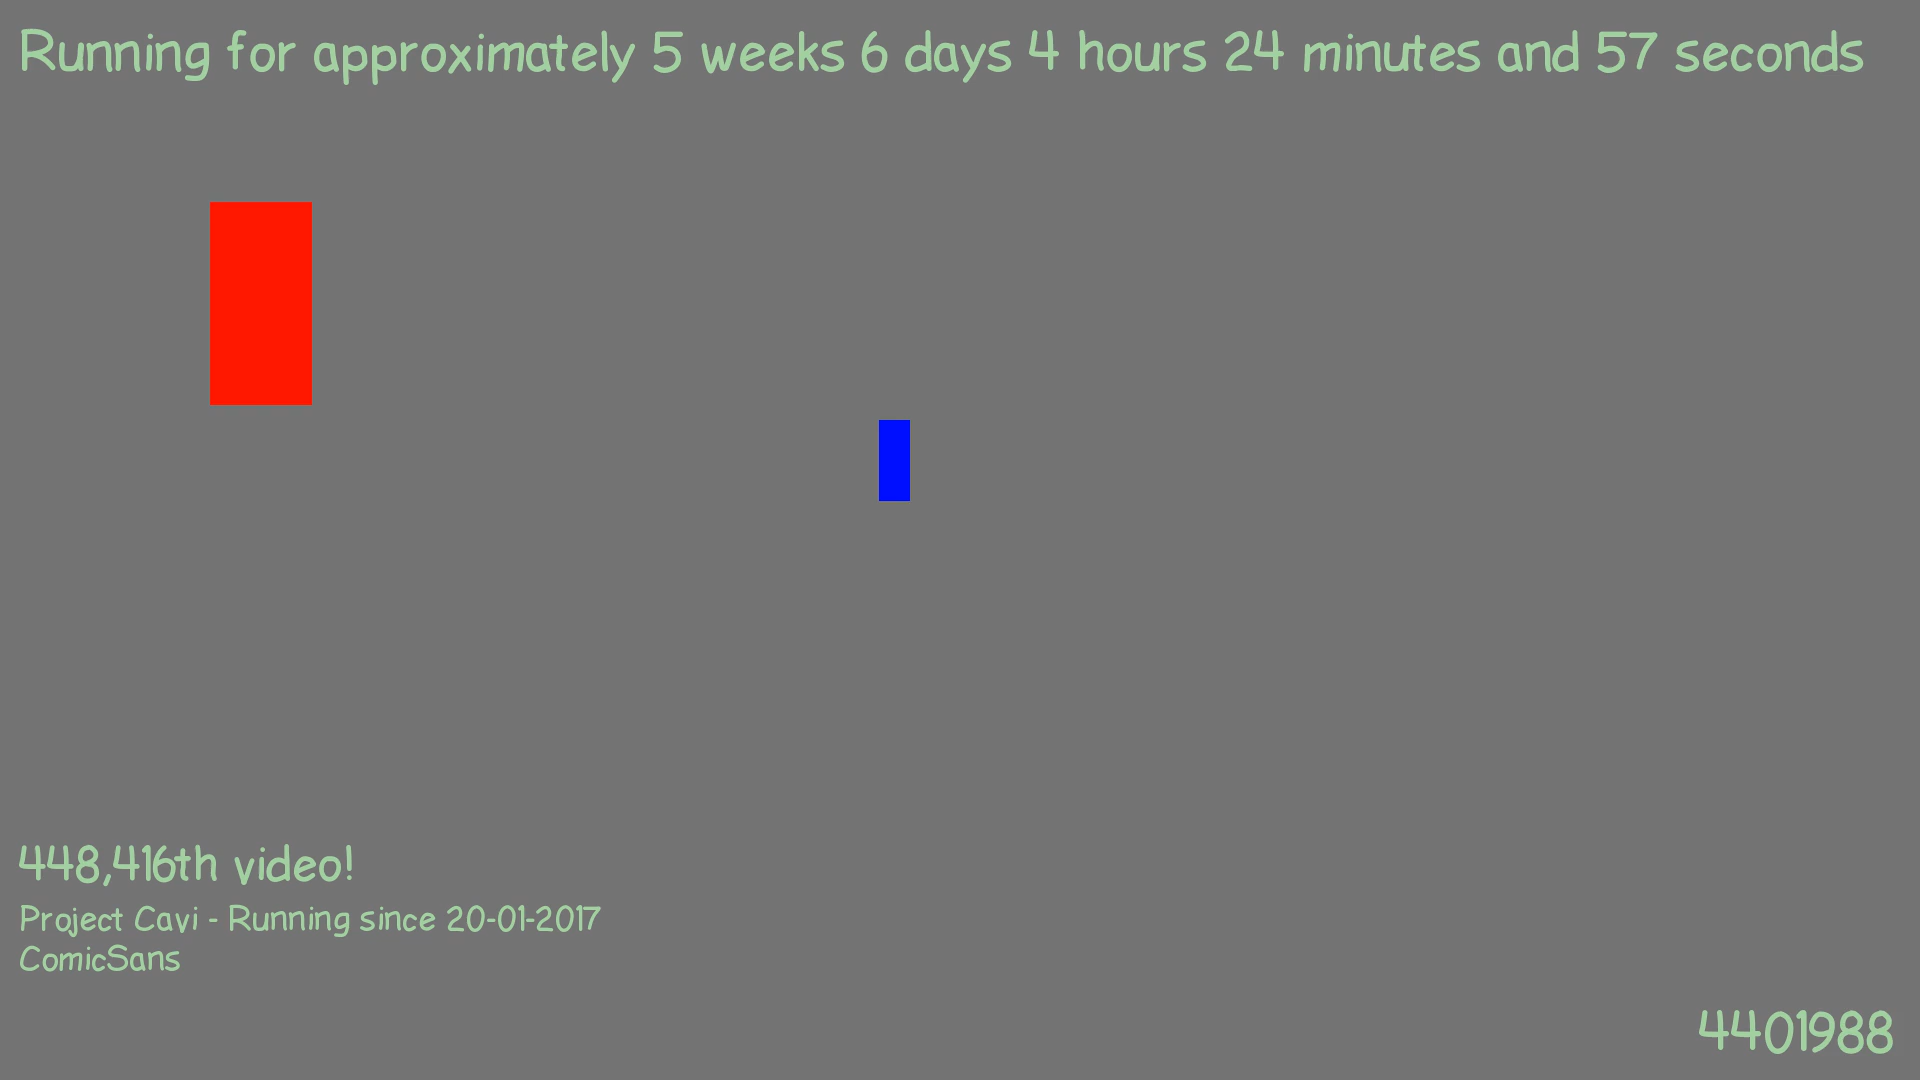 Running for approximately 5 weeks 6 days 4 hours 24 minutes and 57 seconds
448,416th video!
Project Cavi - Running since 20-01-2017
ComicSans
4401988